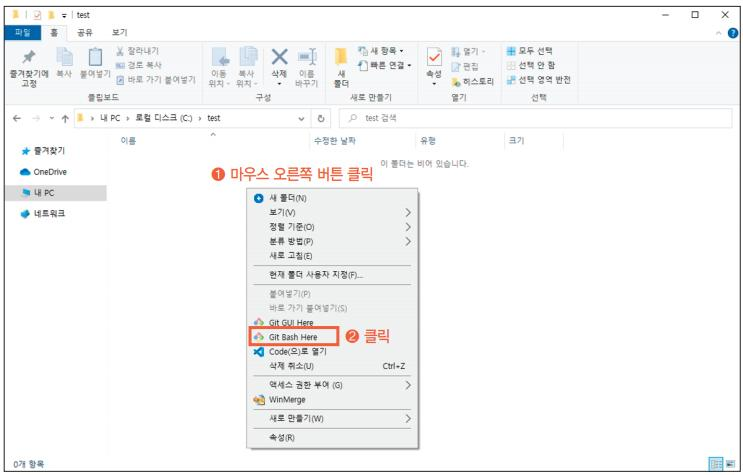 test
파일 홈 공유 보기
즐겨찾기에 고정
복사
붙여넣기
잘라내기
경로 복사
바로 가기 붙여넣기
클립보드
이동 위치
복사 위치
삭제
이름 바꾸기
구성
새 폴더
새 항목
빠른 연결
새로 만들기
속성
열기
편집
히스토리
열기
모두 선택
선택 안 함
선택 영역 반전
선택
> 내 PC > 로컬 디스크 (C:) > test
test 검색
이름 수정한 날짜 유형 크기
이 폴더는 비어 있습니다.
즐겨찾기
OneDrive
내 PC
네트워크
❶ 마우스 오른쪽 버튼 클릭
새 폴더(N)
보기(V)
정렬 기준(O)
분류 방법(P)
새로 고침(E)
현재 폴더 사용자 지정(F)...
붙여넣기(P)
바로 가기 붙여넣기(S)
Git GUI Here
Git Bash Here
❷ 클릭
Code(으)로 열기
삭제 취소(U) Ctrl+Z
액세스 권한 부여 (G)
WinMerge
새로 만들기(W)
속성(R)
0개 항목